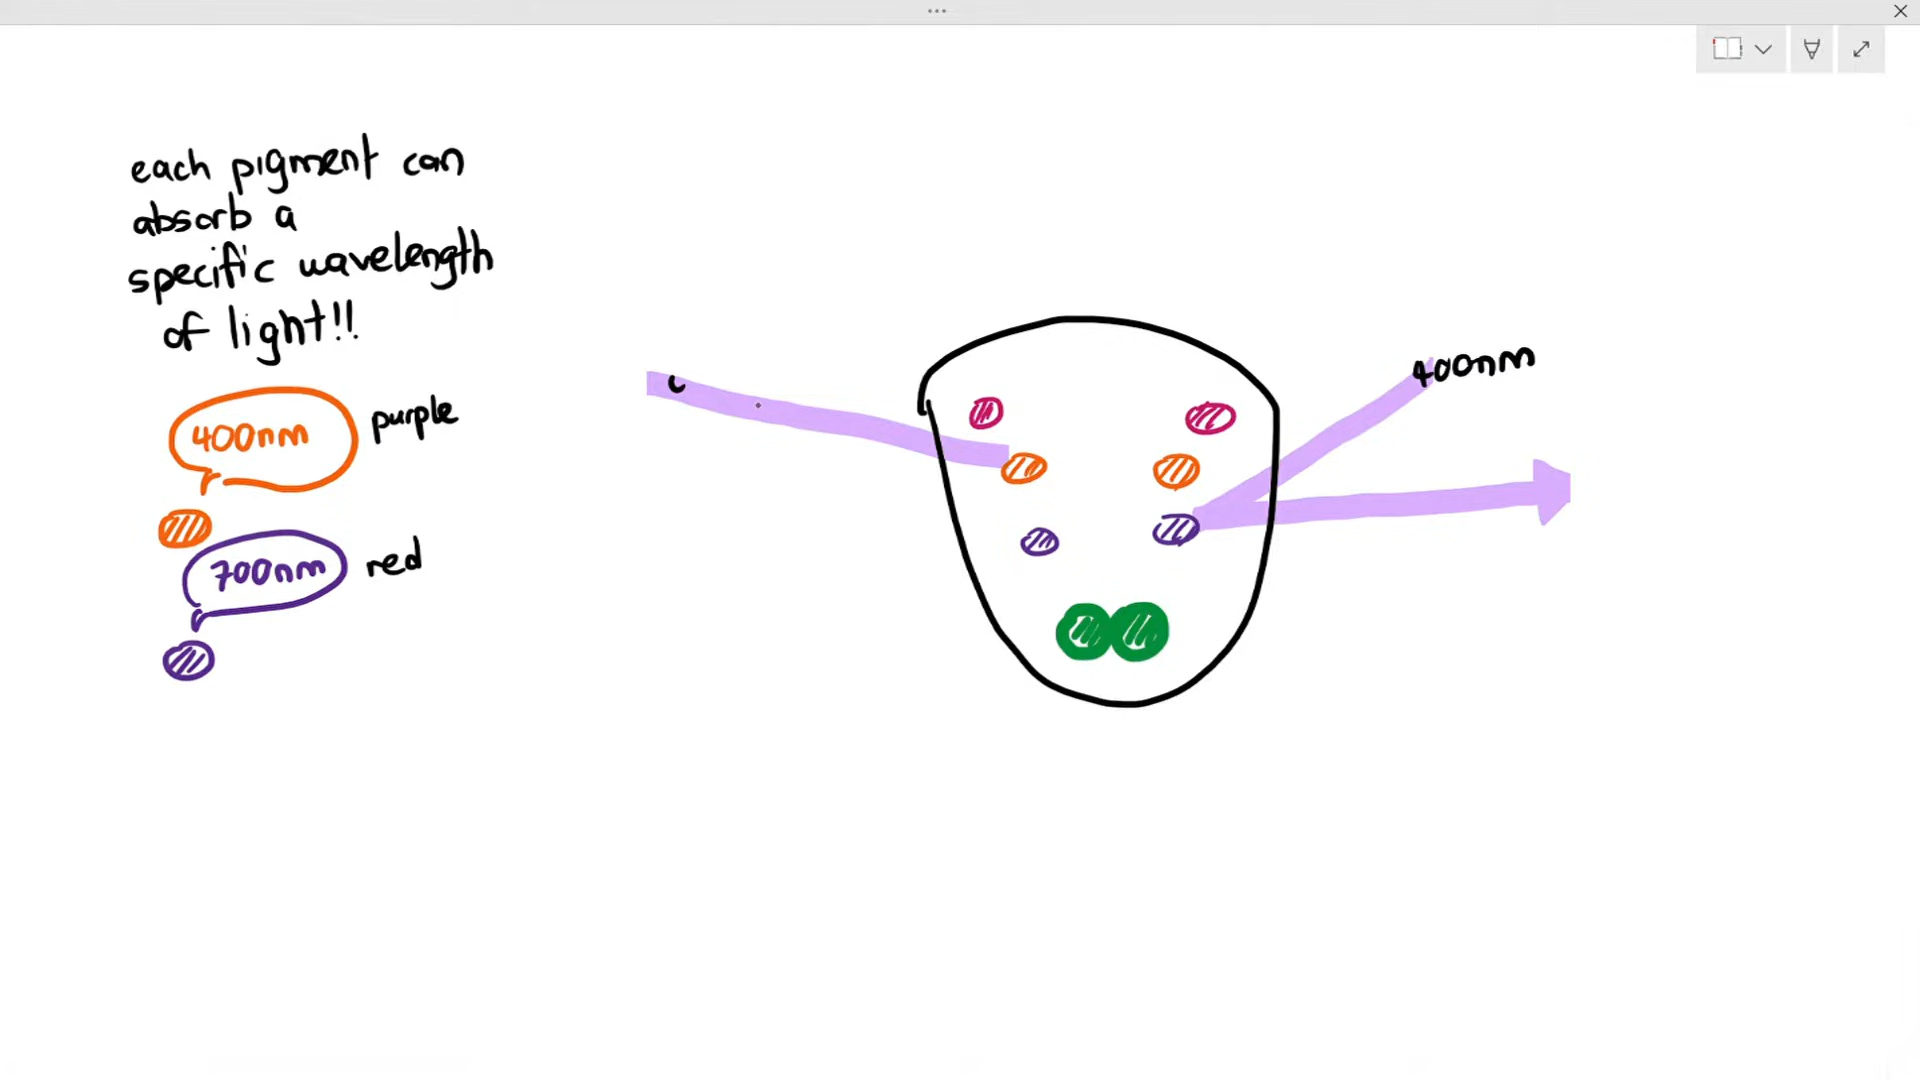 each pigment can
absorb a
specific wavelength
of light!!
400nm purple
700nm red
400nm